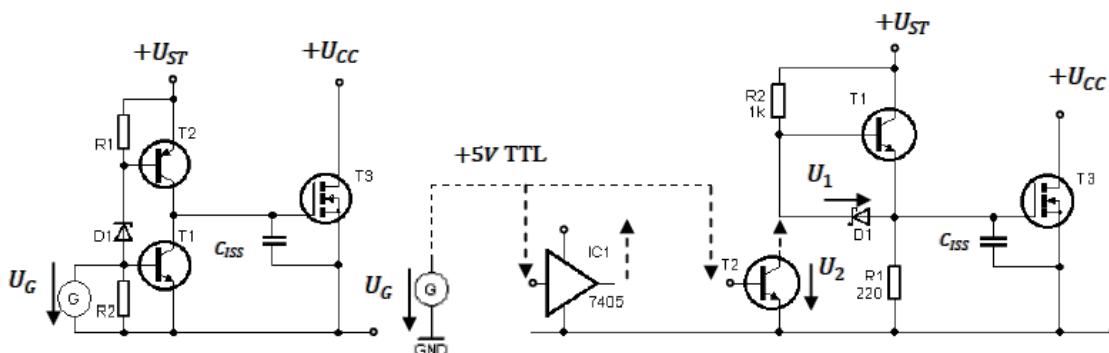 +U_ST
+U_CC
R1
T2
T3
D1
T1
C_ISS
U_G
G
R2
+5V TTL
U_G
G
GND
IC1
7405
+U_ST
R2
1k
T1
+U_CC
U_1
D1
T3
C_ISS
T2
U_2
R1
220